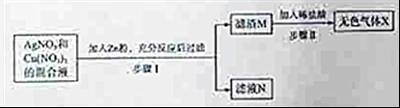 AgNO₃和
Cu(NO₃)₂
的混合液
加入Zn粉，充分反应后过滤
步骤Ⅰ
滤渣M
加入稀盐酸
步骤Ⅱ
无色气体X
滤液N